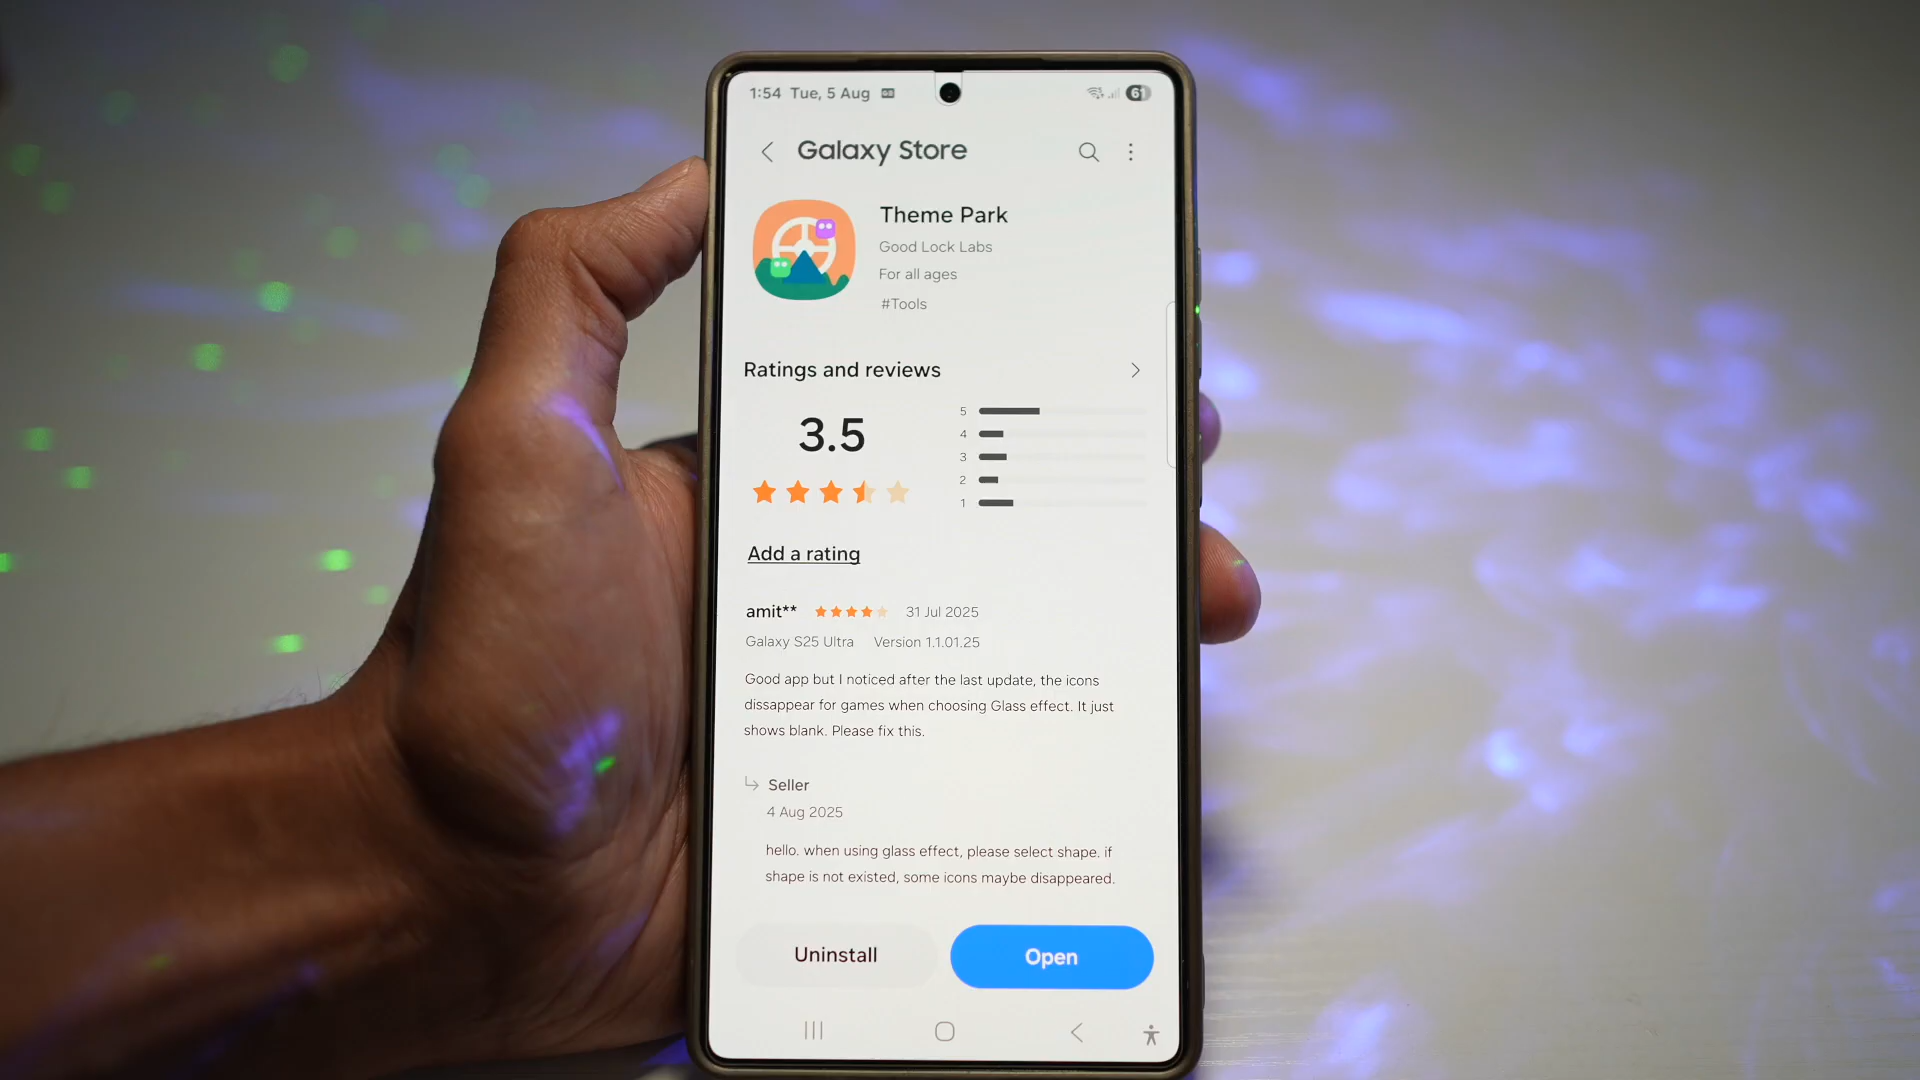 1:54 Tue, 5 Aug
61
Galaxy Store
Theme Park
Good Lock Labs
For all ages
#Tools
Ratings and reviews
3.5
5
4
3
2
1
Add a rating
amit** 31 Jul 2025
Galaxy S25 Ultra Version 1.1.01.25
Good app but I noticed after the last update, the icons
dissappear for games when choosing Glass effect. It just
shows blank. Please fix this.
Seller
4 Aug 2025
hello. when using glass effect, please select shape. if
shape is not existed, some icons maybe disappeared.
Uninstall
Open